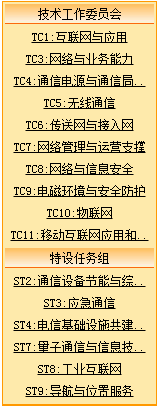 技术工作委员会
TC1:互联网与应用
TC3:网络与业务能力
TC4:通信电源与通信局..
TC5:无线通信
TC6:传送网与接入网
TC7:网络管理与运营支撑
TC8:网络与信息安全
TC9:电磁环境与安全防护
TC10:物联网
TC11:移动互联网应用和..
特设任务组
ST2:通信设备节能与综..
ST3:应急通信
ST4:电信基础设施共建..
ST7:量子通信与信息技..
ST8:工业互联网
ST9:导航与位置服务